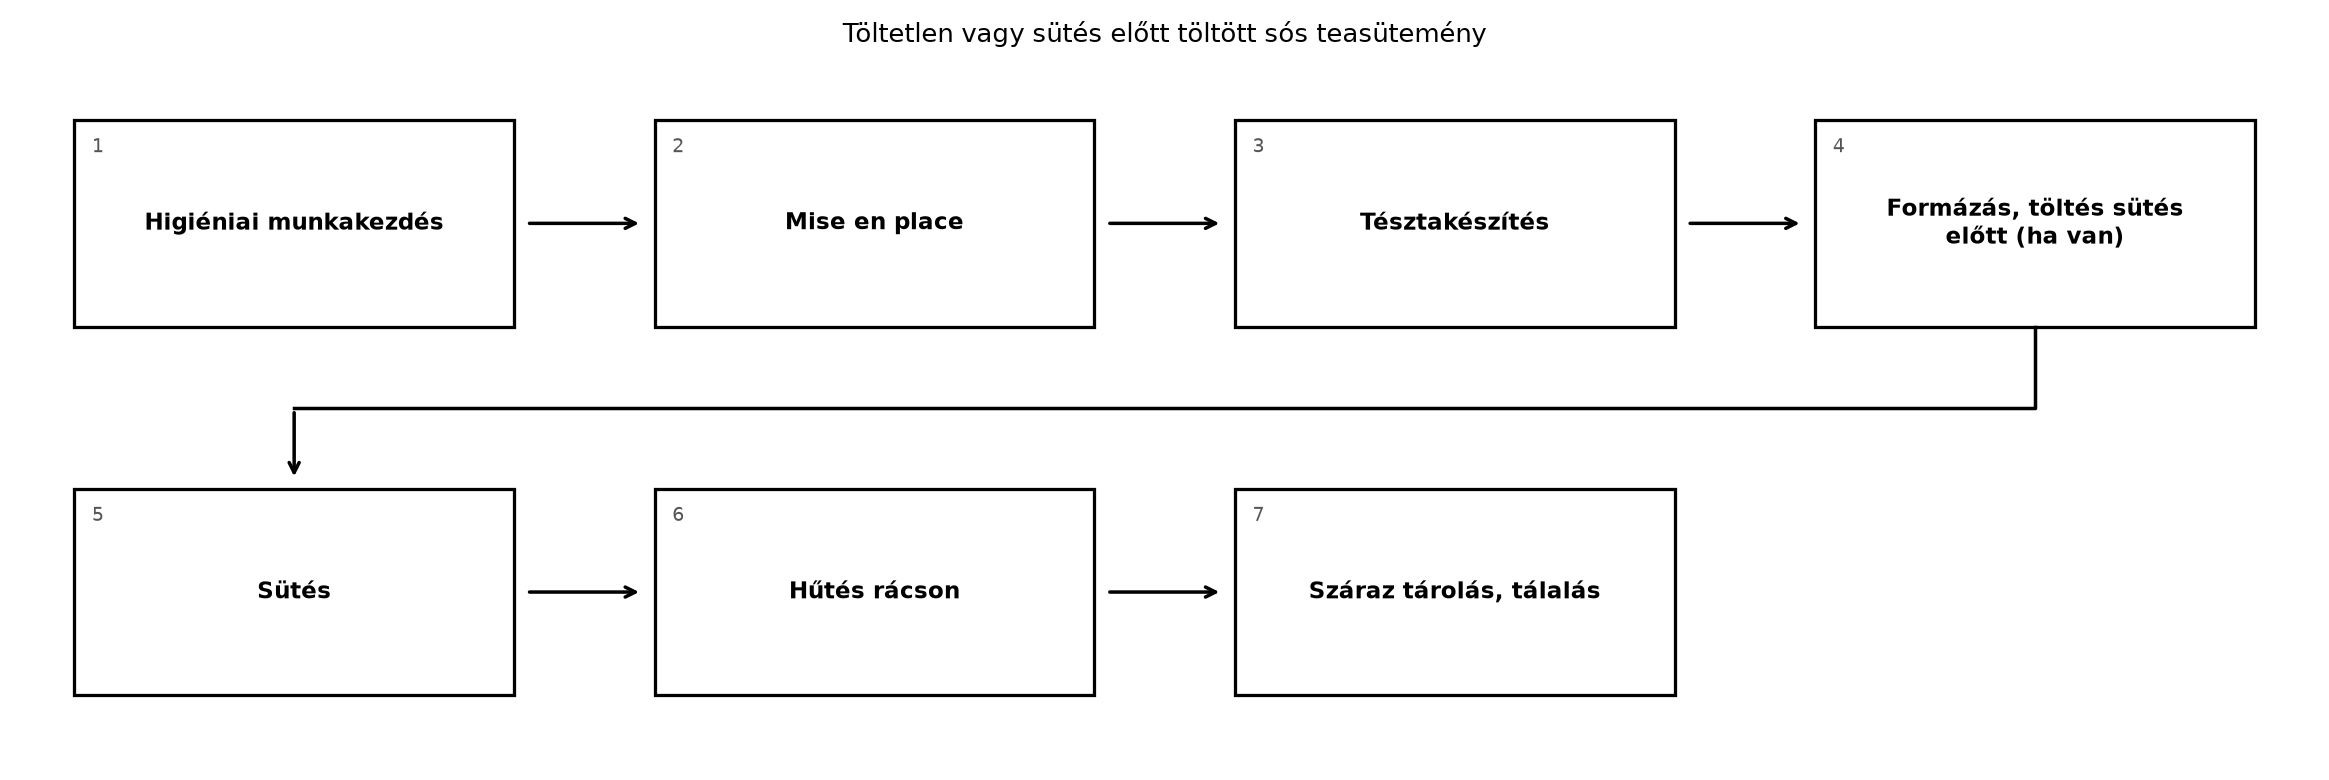 Töltetlen vagy sütés előtt töltött sós teasütemény
1
Higiéniai munkakezdés
2
Mise en place
3
Tésztakészítés
4
Formázás, töltés sütés
előtt (ha van)
5
Sütés
6
Hűtés rácson
7
Száraz tárolás, tálalás